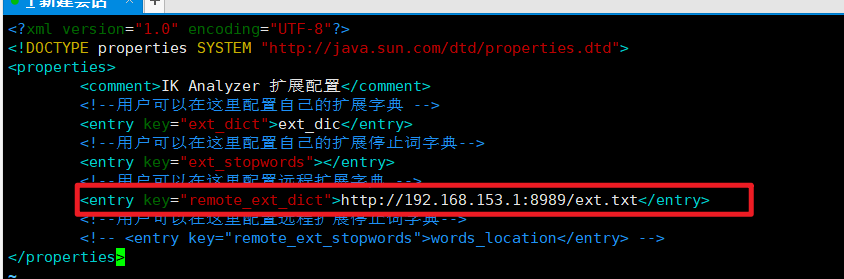 1 新建会话
<?xml version="1.0" encoding="UTF-8"?>
<!DOCTYPE properties SYSTEM "http://java.sun.com/dtd/properties.dtd">
<properties>
<comment>IK Analyzer 扩展配置</comment>
<!--用户可以在这里配置自己的扩展字典 -->
<entry key="ext_dict">ext_dic</entry>
<!--用户可以在这里配置自己的扩展停止词字典-->
<entry key="ext_stopwords"></entry>
<!--用户可以在这里配置远程扩展字典 -->
<entry key="remote_ext_dict">http://192.168.153.1:8989/ext.txt</entry>
<!--用户可以在这里配置远程扩展停止词字典-->
<!-- <entry key="remote_ext_stopwords">words_location</entry> -->
</properties>
~